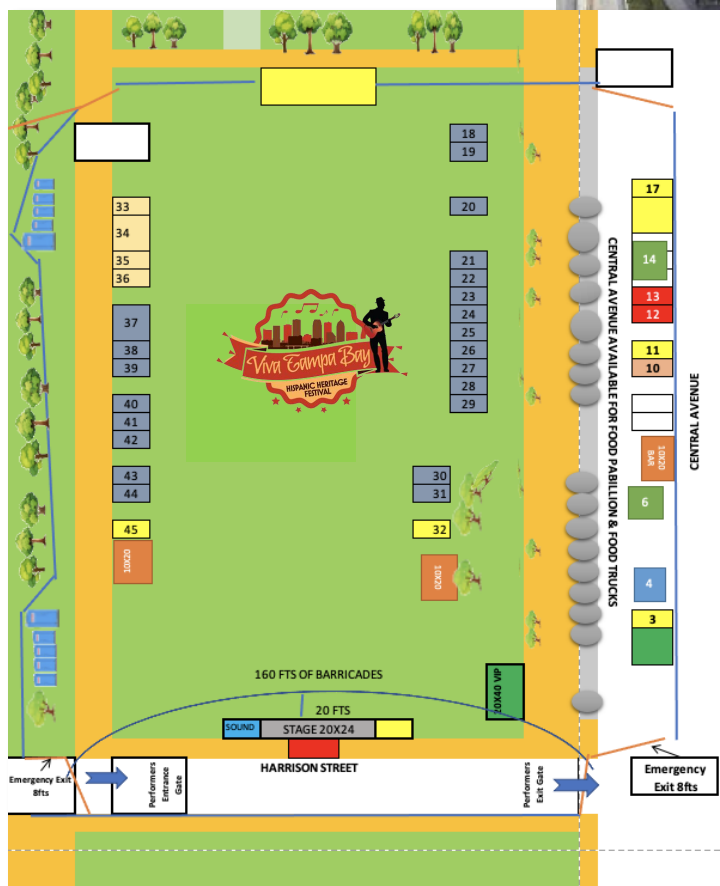 18
19
17
33
20
34
14
35
21
36
22
13
23
12
37
24
25
38
26
11
39
27
10
28
40
29
41
42
Viva Tampa Bay
HISPANIC HERITAGE
FESTIVAL
CENTRAL AVENUE AVAILABLE FOR FOOD PABILLION & FOOD TRUCKS
CENTRAL AVENUE
10X20
BAR
43
30
44
31
6
45
32
10X20
10X20
4
3
160 FTS OF BARRICADES
20X40 VIP
20 FTS
SOUND
STAGE 20X24
HARRISON STREET
Emergency Exit
8fts
Performers
Entrance
Gate
Performers
Exit Gate
Emergency
Exit 8fts